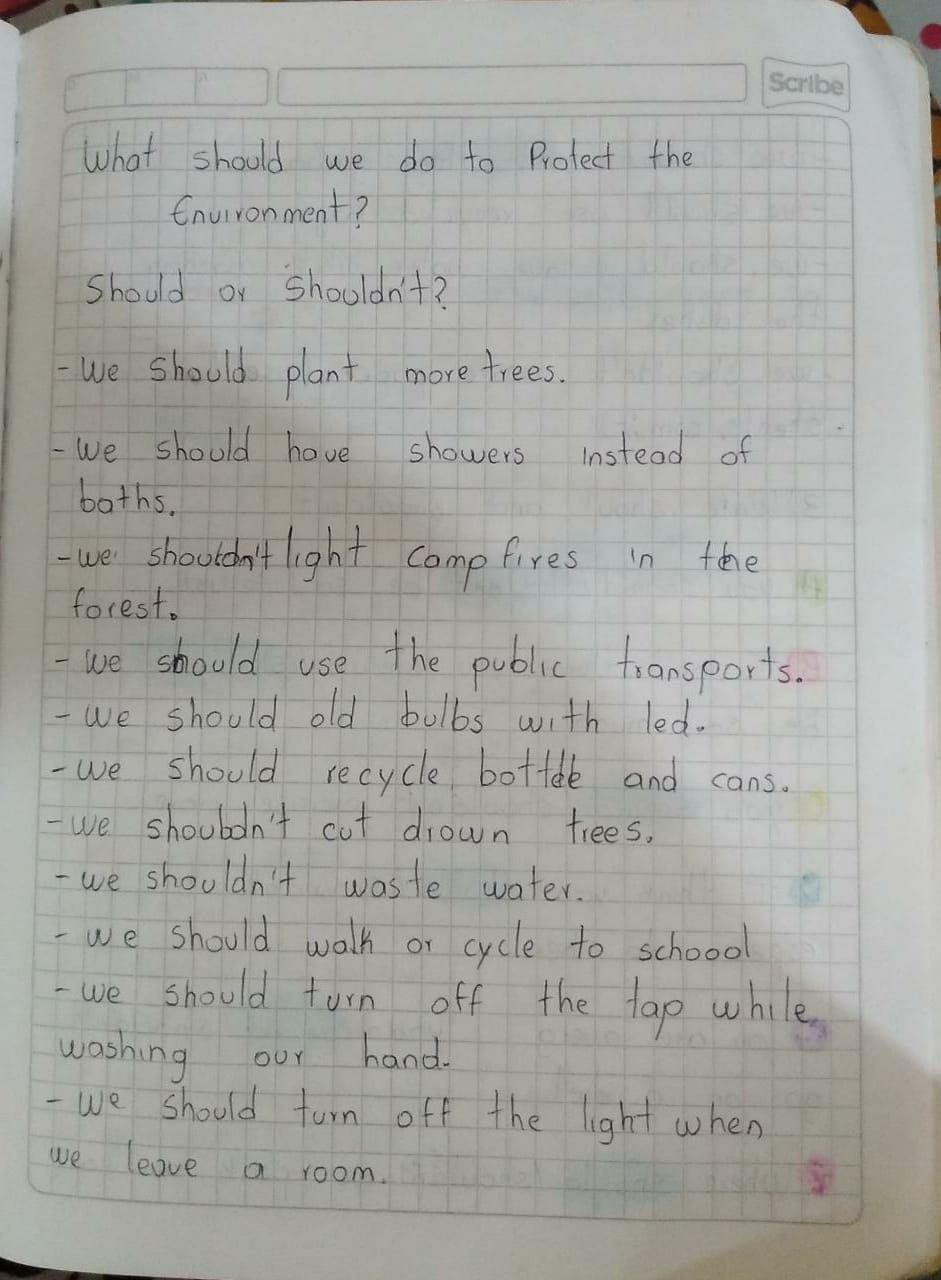 Scribe
What should we do to Protect the
Environment?
Should or Shouldn't?
- We Should plant more trees.
- we should have showers instead of
baths.
- we shouldn't light camp fires in the
forest.
- we should use the public transports.
- we should old bulbs with led.
- we should recycle bottle and cans.
- we shoubdn't cut drown trees.
- we shouldn't waste water.
- we should walk or cycle to schoool
- we should turn off the tap while
washing our hand.
- we should turn off the light when
we leave a room.